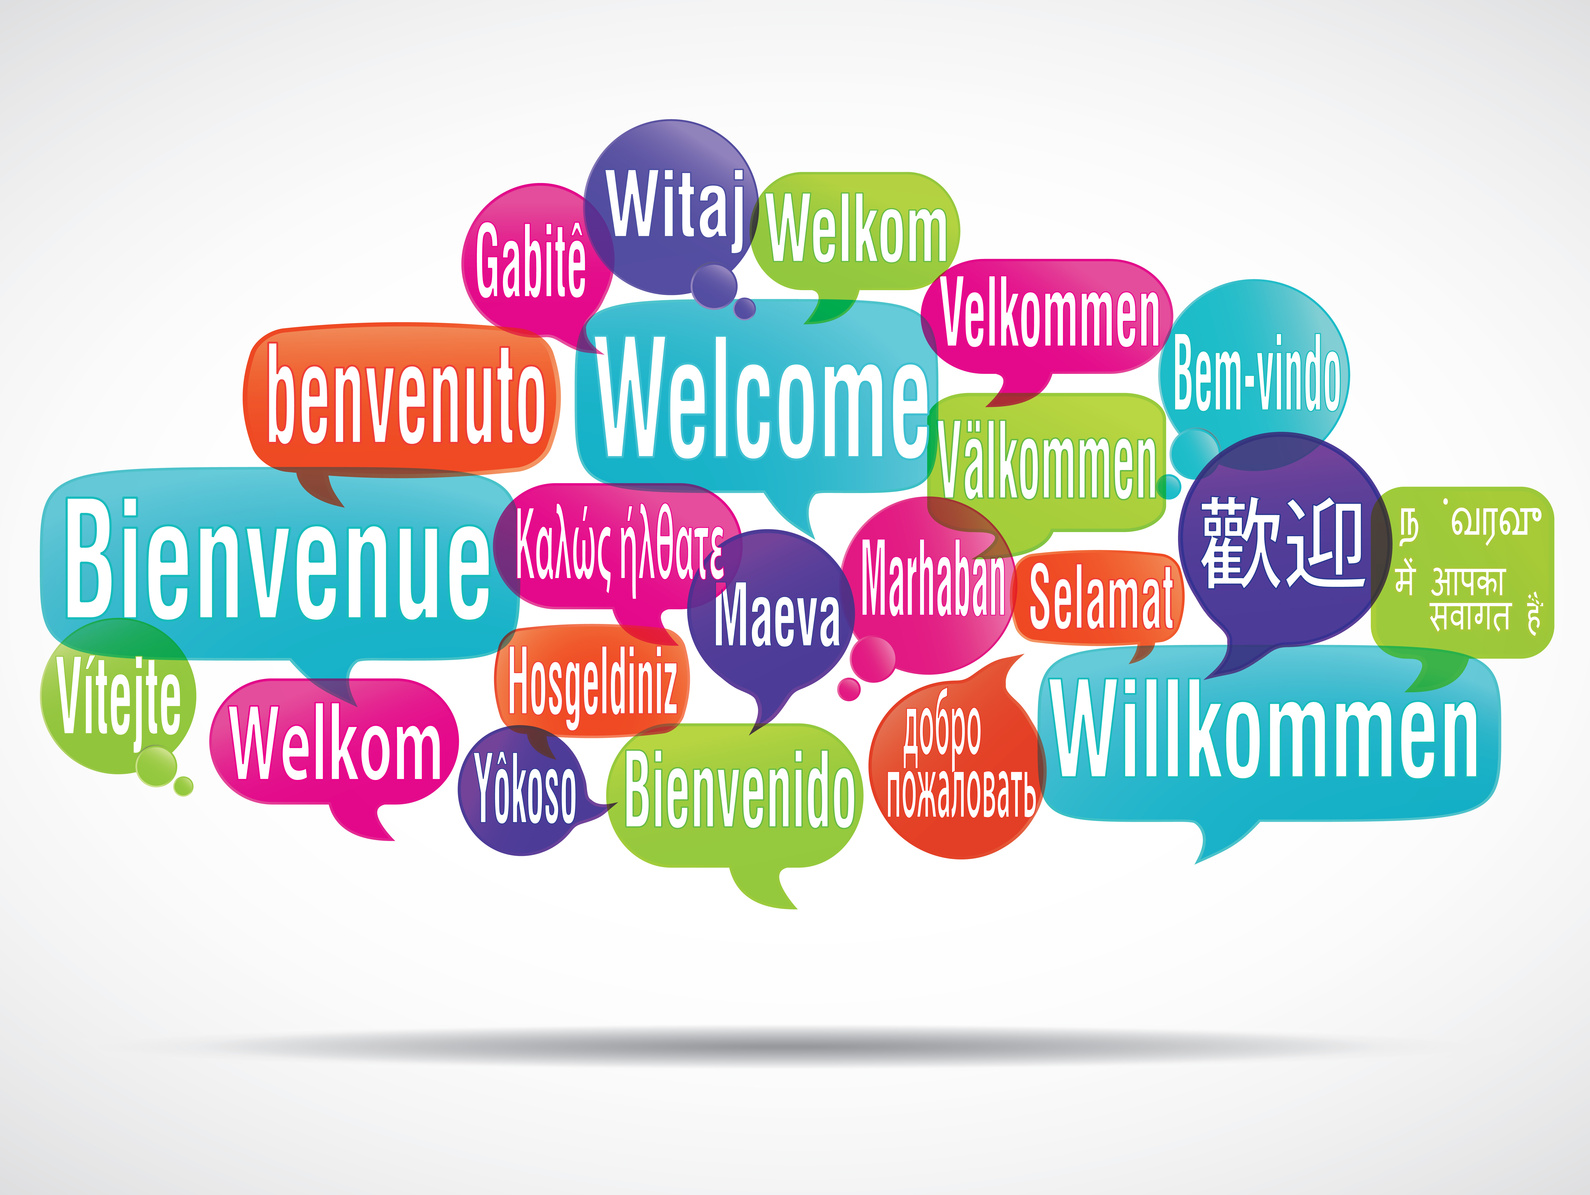 Witaj
Gabitê
Welkom
Velkommen
benvenuto
Welcome
Bem-vindo
Välkommen
Bienvenue
Καλώς ήλθατε
歡迎
Marhaban
Maeva
Selamat
ந ்வரவு
में आपका
सवागत हैं
Vítejte
Hosgeldiniz
Welkom
Yôkoso
Bienvenido
добро
пожаловать
Willkommen